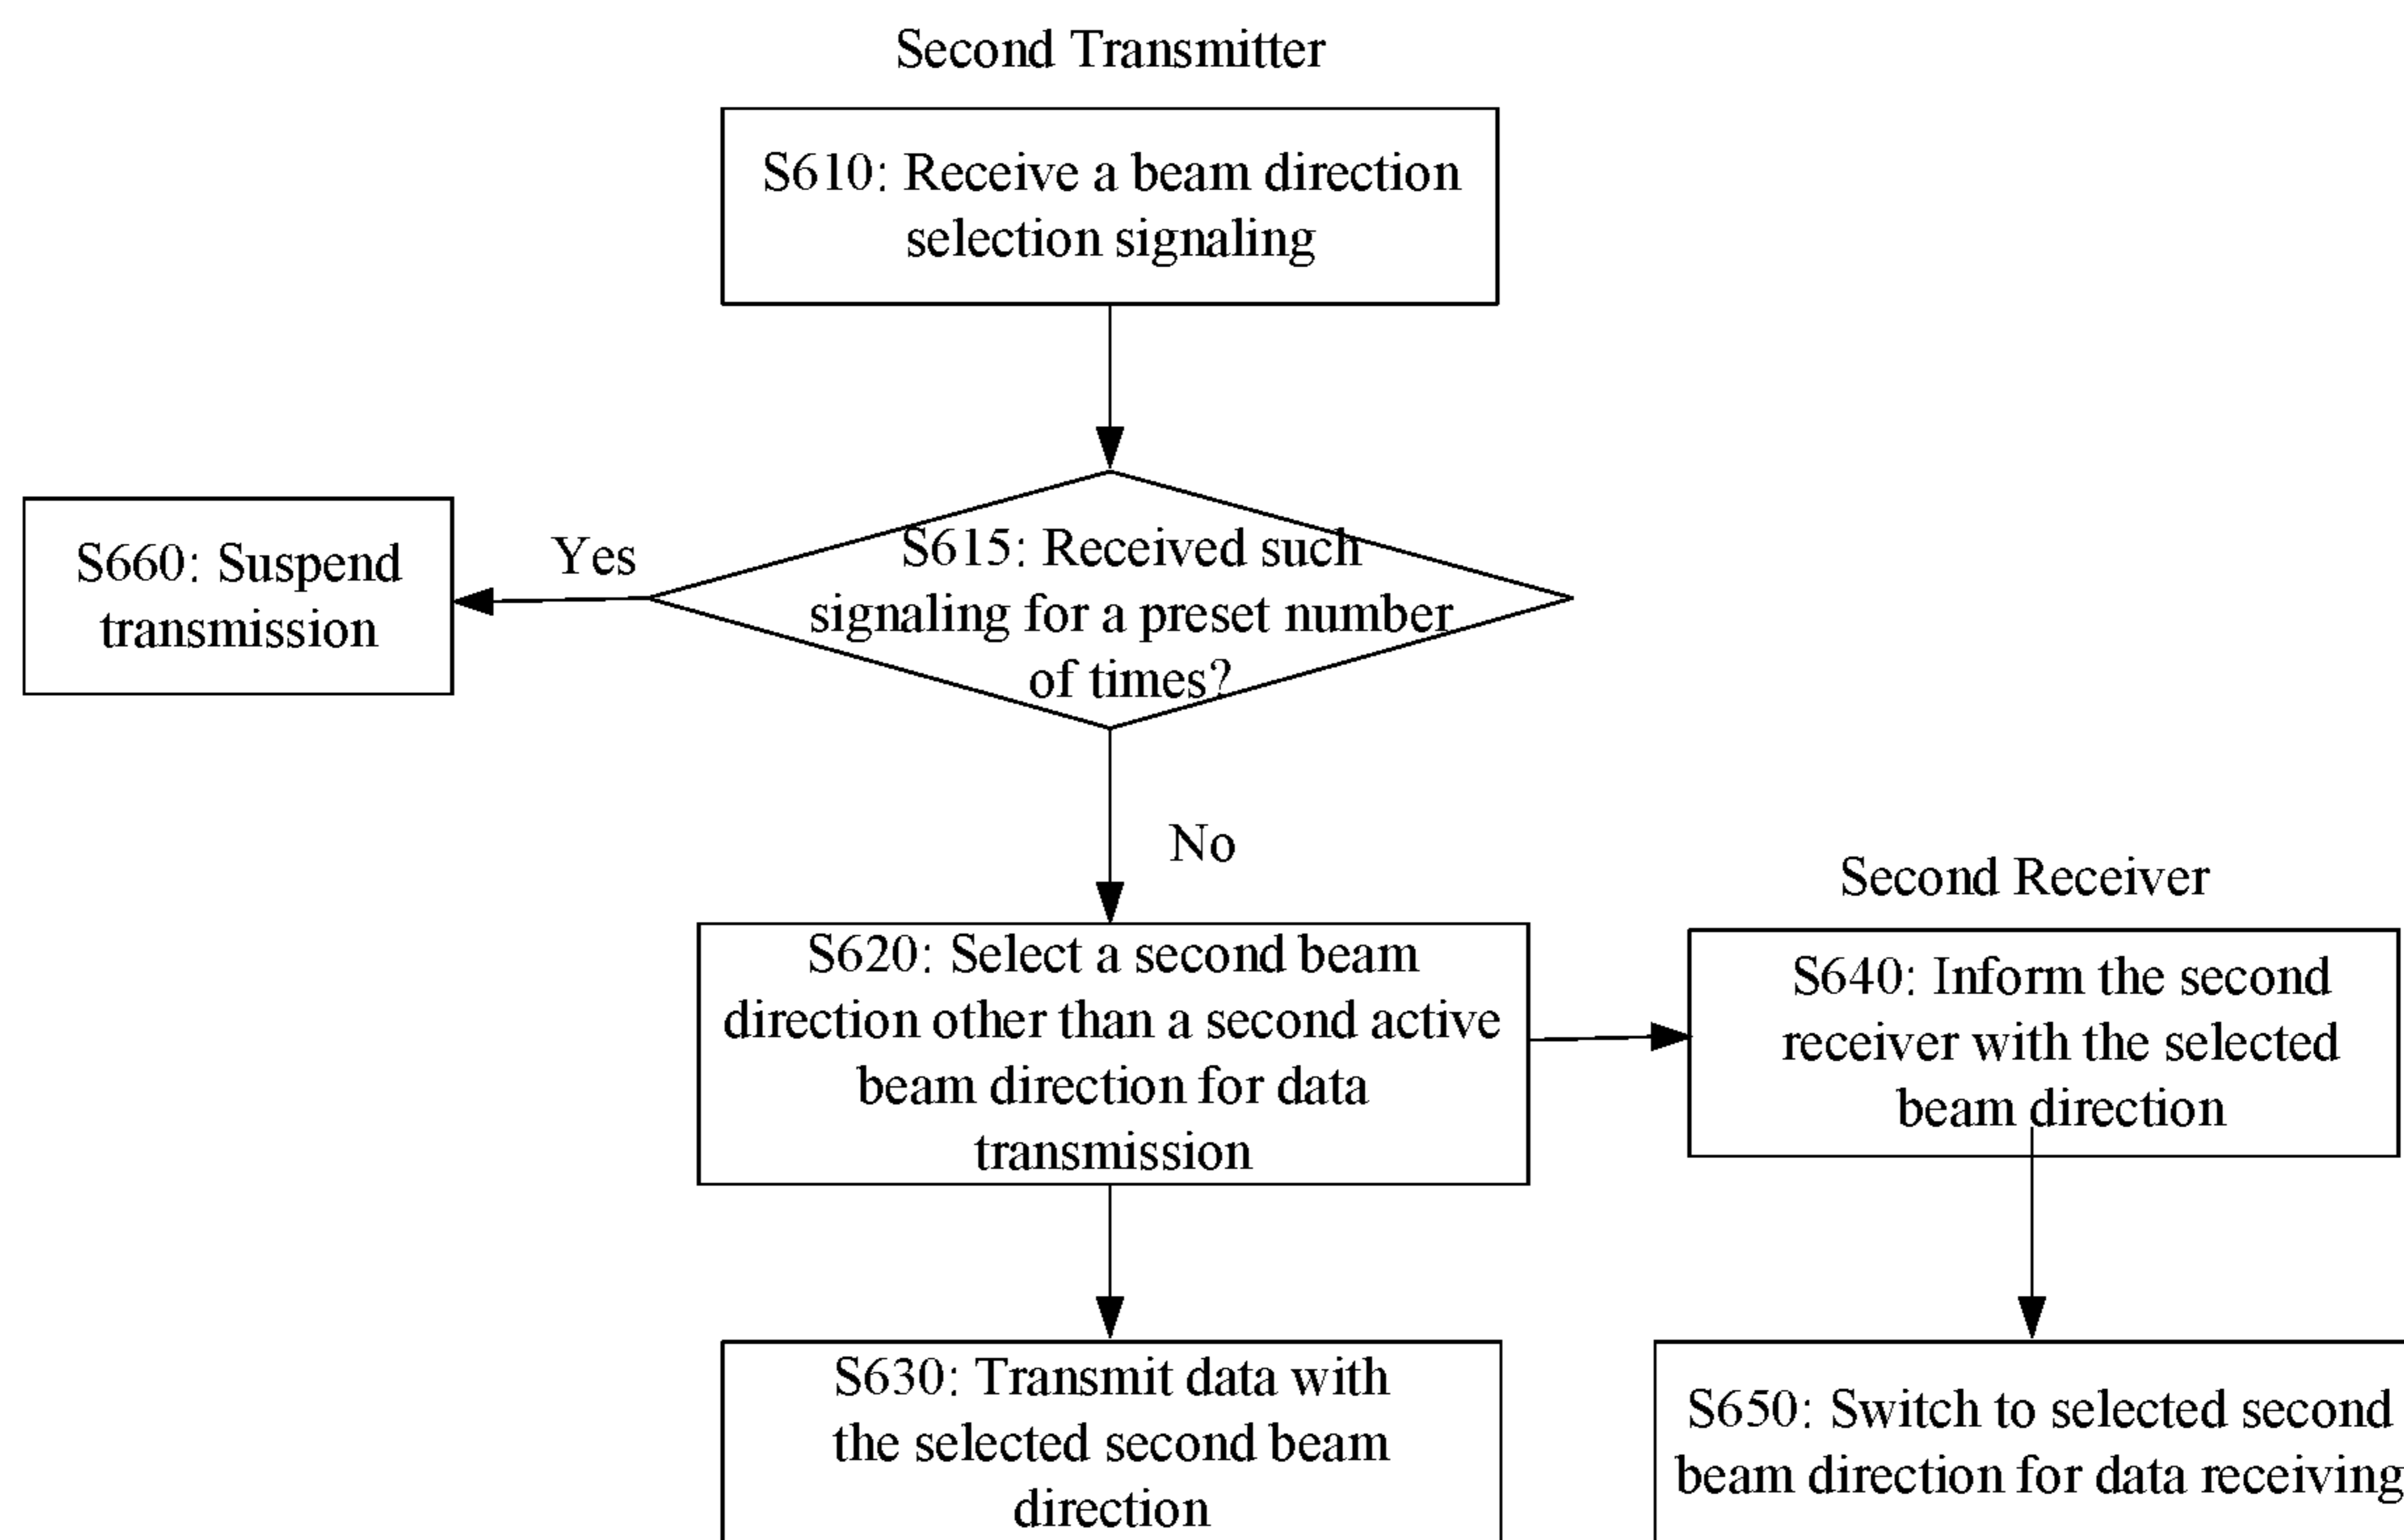 Second Transmitter
S610: Receive a beam direction
selection signaling
S660: Suspend
transmission
Yes
S615: Received such
signaling for a preset number
of times?
No
Second Receiver
S620: Select a second beam
direction other than a second active
beam direction for data
transmission
S640: Inform the second
receiver with the selected
beam direction
S630: Transmit data with
the selected second beam
direction
S650: Switch to selected second
beam direction for data receiving